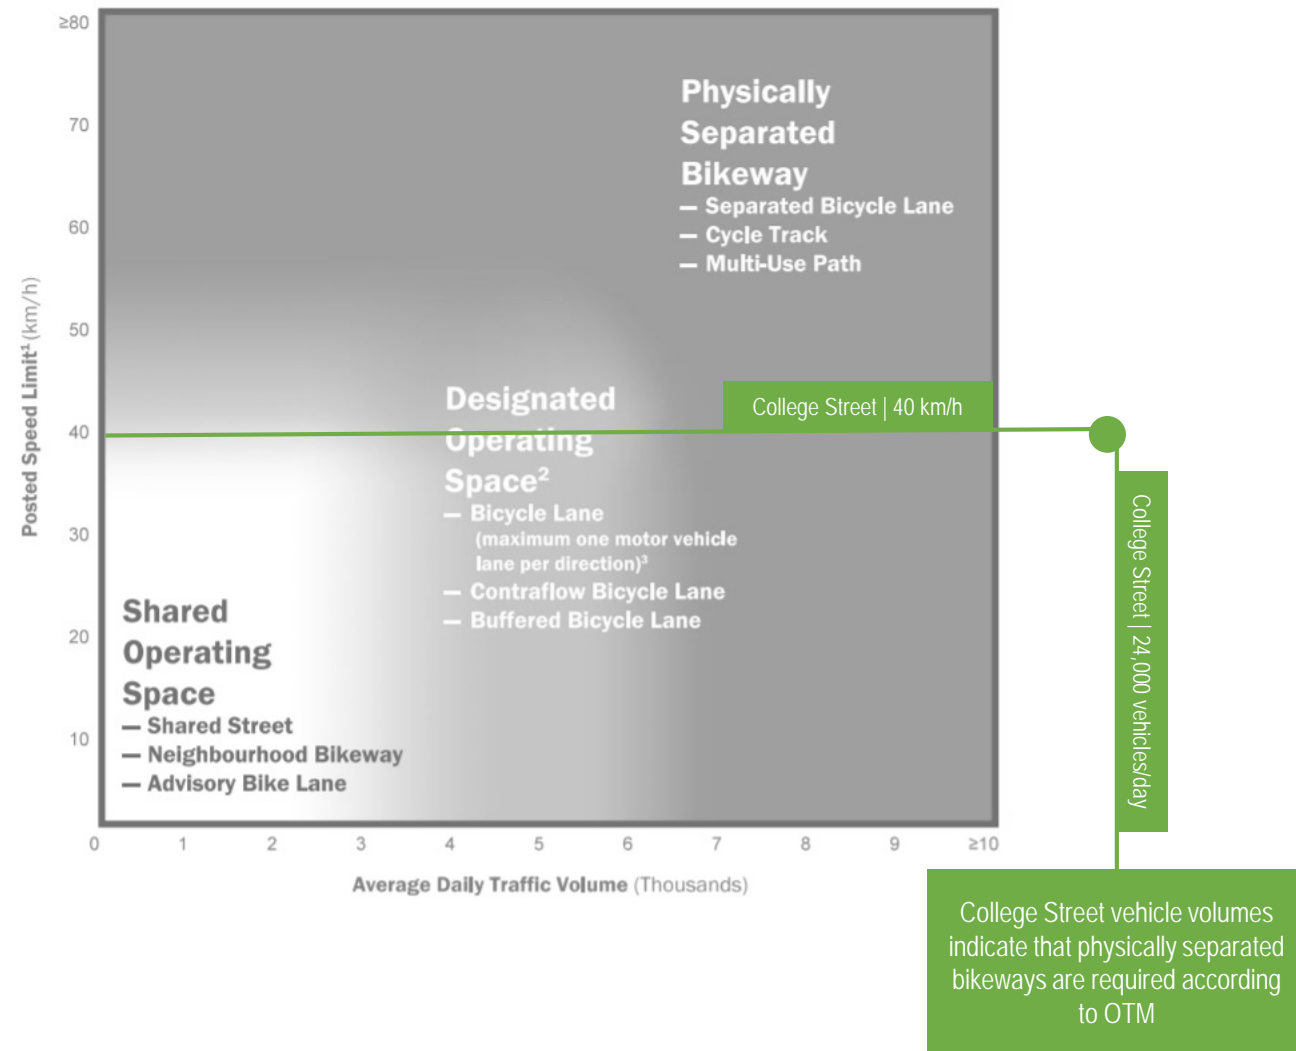 ≥80
70
60
50
40
30
20
10
Posted Speed Limit¹ (km/h)
Physically
Separated
Bikeway
— Separated Bicycle Lane
— Cycle Track
— Multi-Use Path
Designated
Operating
Space²
— Bicycle Lane
(maximum one motor vehicle
lane per direction)³
— Contraflow Bicycle Lane
— Buffered Bicycle Lane
Shared
Operating
Space
— Shared Street
— Neighbourhood Bikeway
— Advisory Bike Lane
College Street | 40 km/h
College Street | 24,000 vehicles/day
0 1 2 3 4 5 6 7 8 9 ≥10
Average Daily Traffic Volume (Thousands)
College Street vehicle volumes
indicate that physically separated
bikeways are required according
to OTM